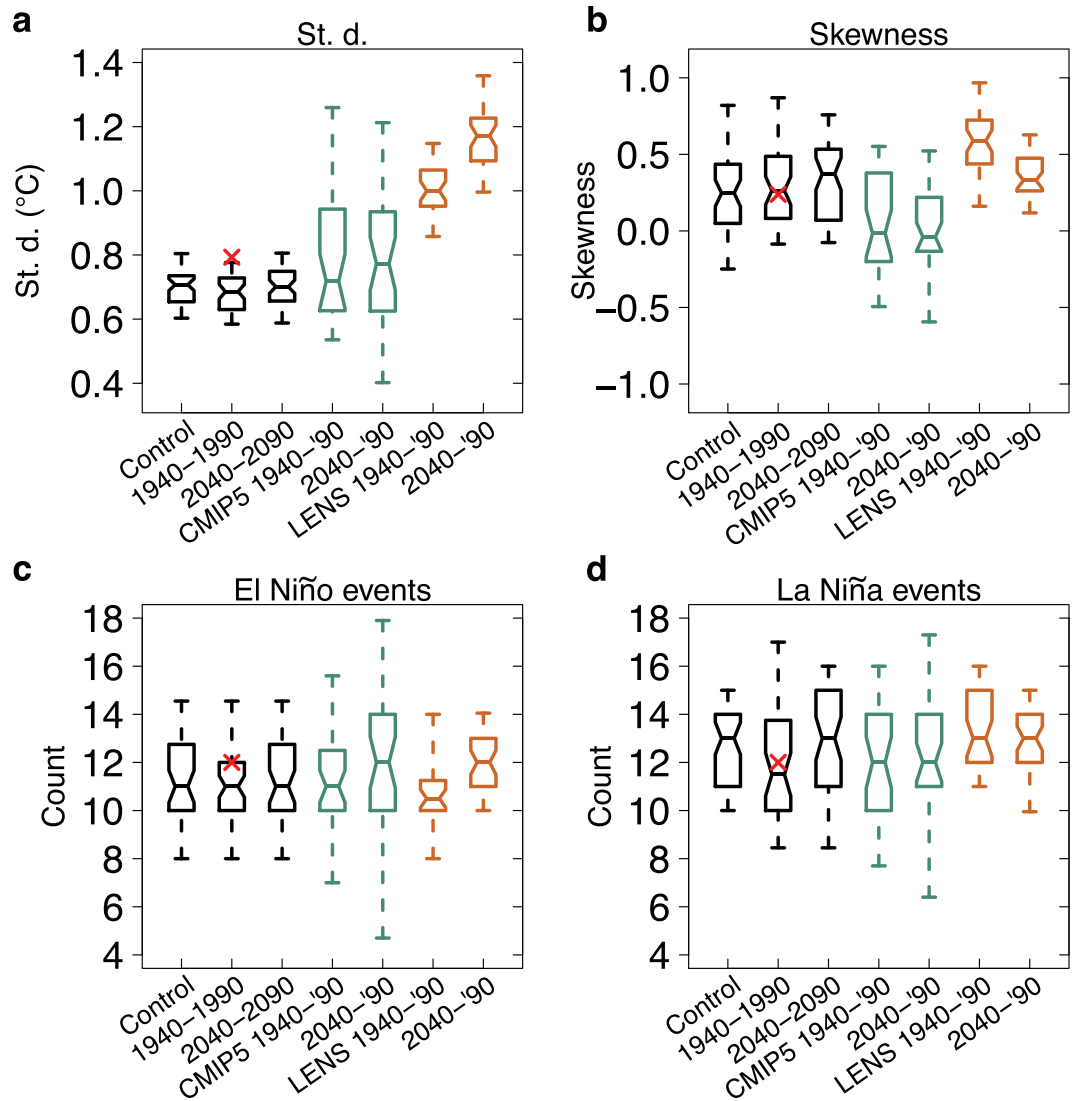 a
St. d.
St. d. (°C)
1.4
1.2
1.0
0.8
0.6
0.4
Control
1940−1990
2040−2090
CMIP5 1940−'90
2040−'90
LENS 1940−'90
2040−'90
b
Skewness
Skewness
1.0
0.5
0.0
−0.5
−1.0
Control
1940−1990
2040−2090
CMIP5 1940−'90
2040−'90
LENS 1940−'90
2040−'90
c
El Niño events
Count
18
16
14
12
10
8
6
4
Control
1940−1990
2040−2090
CMIP5 1940−'90
2040−'90
LENS 1940−'90
2040−'90
d
La Niña events
Count
18
16
14
12
10
8
6
4
Control
1940−1990
2040−2090
CMIP5 1940−'90
2040−'90
LENS 1940−'90
2040−'90